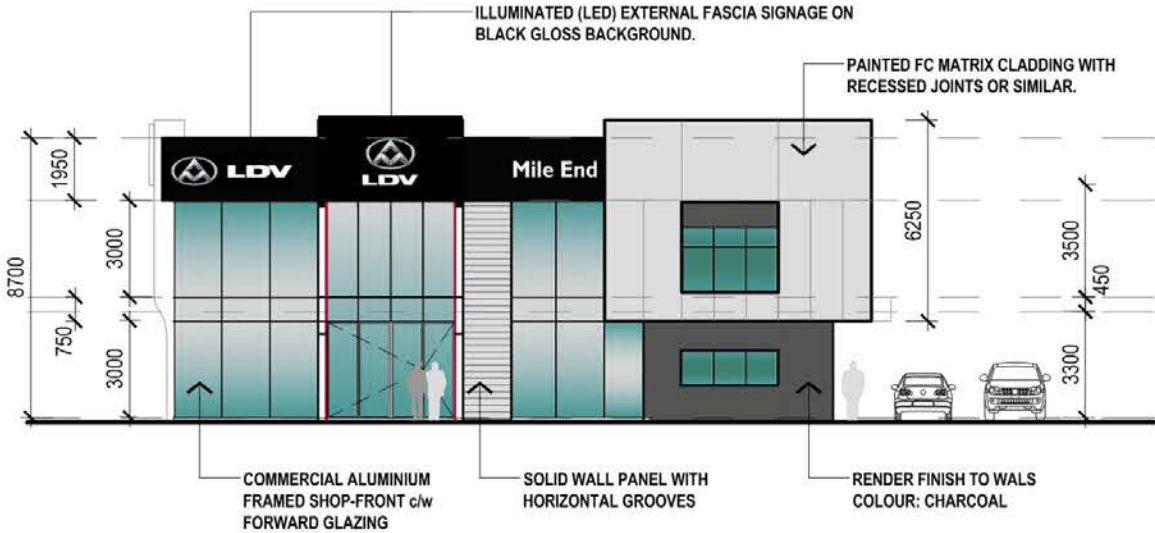 ILLUMINATED (LED) EXTERNAL FASCIA SIGNAGE ON
BLACK GLOSS BACKGROUND.
PAINTED FC MATRIX CLADDING WITH
RECESSED JOINTS OR SIMILAR.
LDV
LDV
Mile End
8700
1950
3000
750
3000
6250
3500
450
3300
COMMERCIAL ALUMINIUM
FRAMED SHOP-FRONT c/w
FORWARD GLAZING
SOLID WALL PANEL WITH
HORIZONTAL GROOVES
RENDER FINISH TO WALS
COLOUR: CHARCOAL